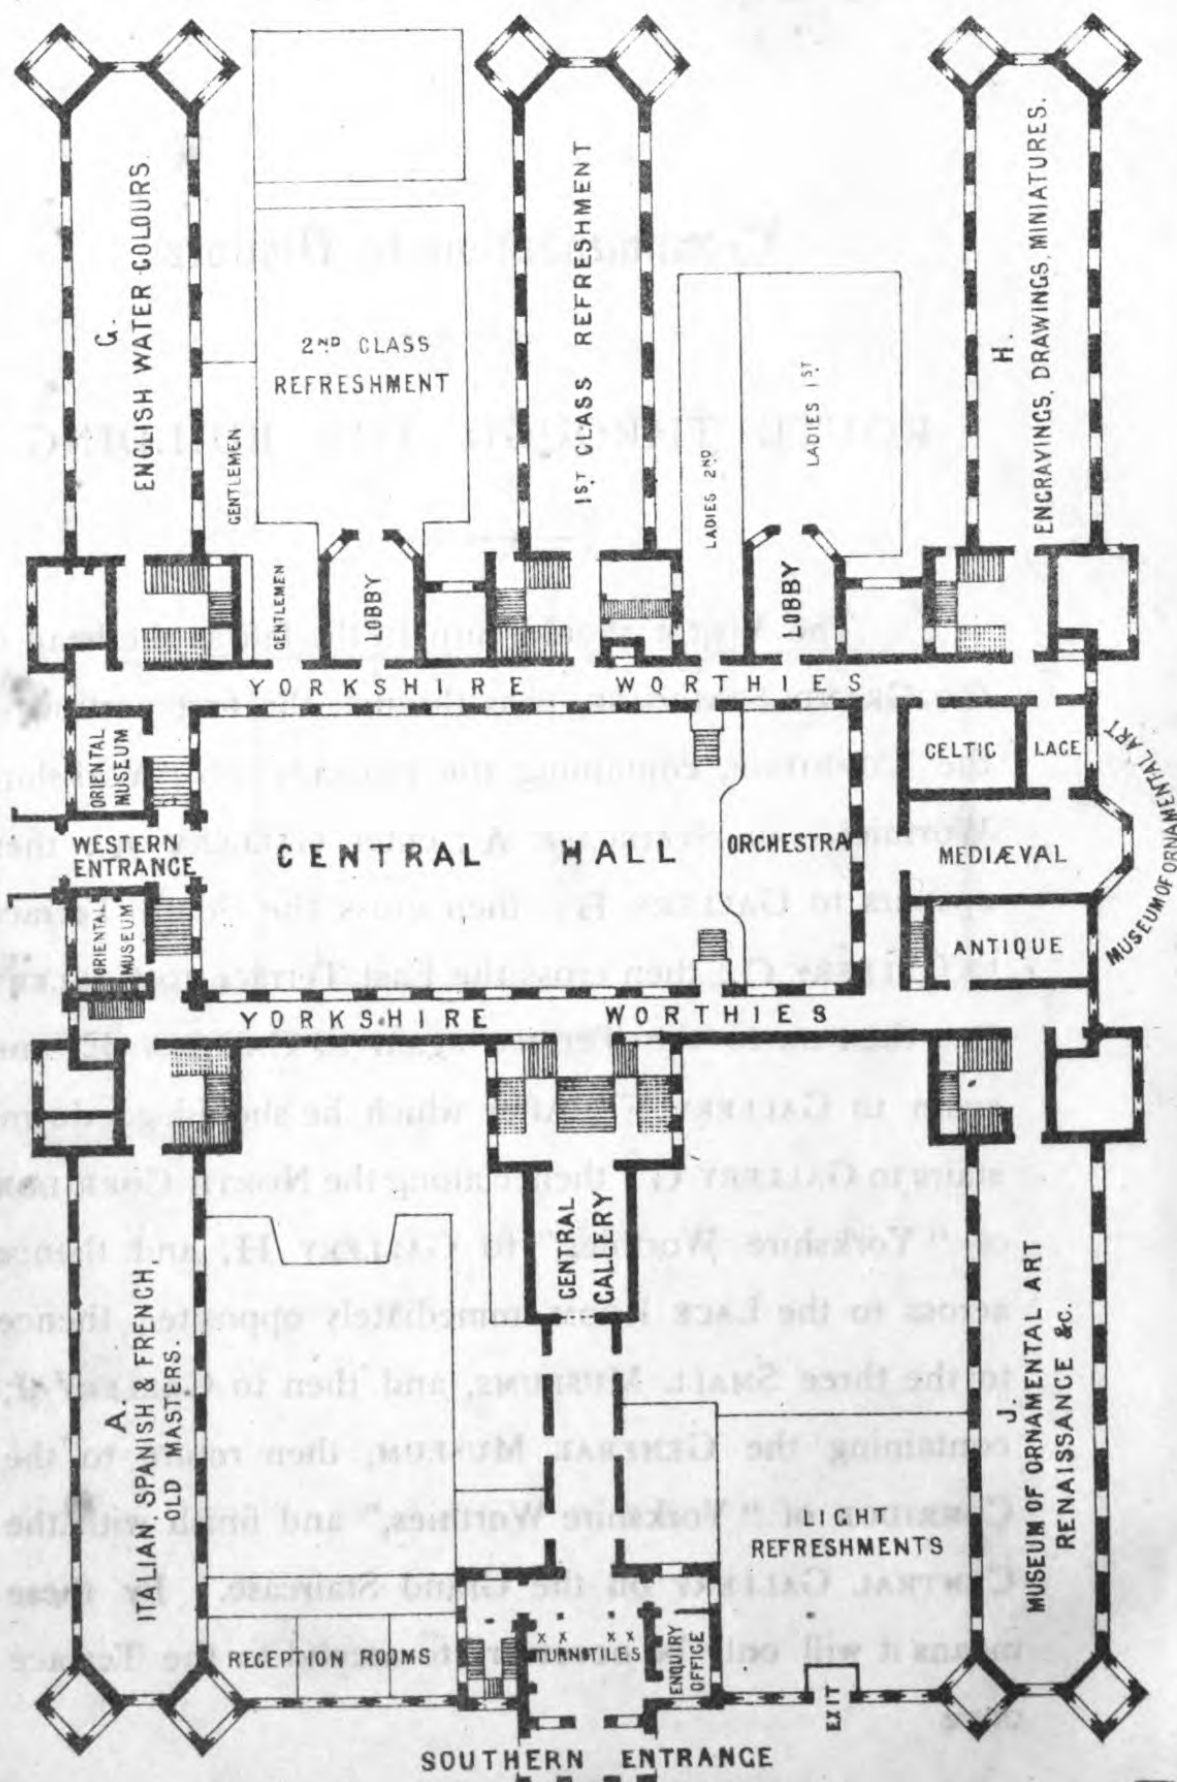 G.
ENGLISH WATER COLOURS.
GENTLEMEN
2ND CLASS
REFRESHMENT
1ST CLASS REFRESHMENT
LADIES 2ND
LADIES 1ST
H.
ENGRAVINGS, DRAWINGS, MINIATURES.
GENTLEMEN
LOBBY
LOBBY
YORKSHIRE WORTHIES
ORIENTAL
MUSEUM
CELTIC
LACE
WESTERN
ENTRANCE
CENTRAL HALL
ORCHESTRA
MEDIÆVAL
MUSEUM OF ORNAMENTAL ART
ORIENTAL
MUSEUM
ANTIQUE
YORKSHIRE WORTHIES
CENTRAL
GALLERY
A.
ITALIAN, SPANISH & FRENCH
OLD MASTERS.
J.
MUSEUM OF ORNAMENTAL ART
RENAISSANCE &c.
LIGHT
REFRESHMENTS
RECEPTION ROOMS
x x x x
TURNSTILES
ENQUIRY
OFFICE
EXIT
SOUTHERN ENTRANCE